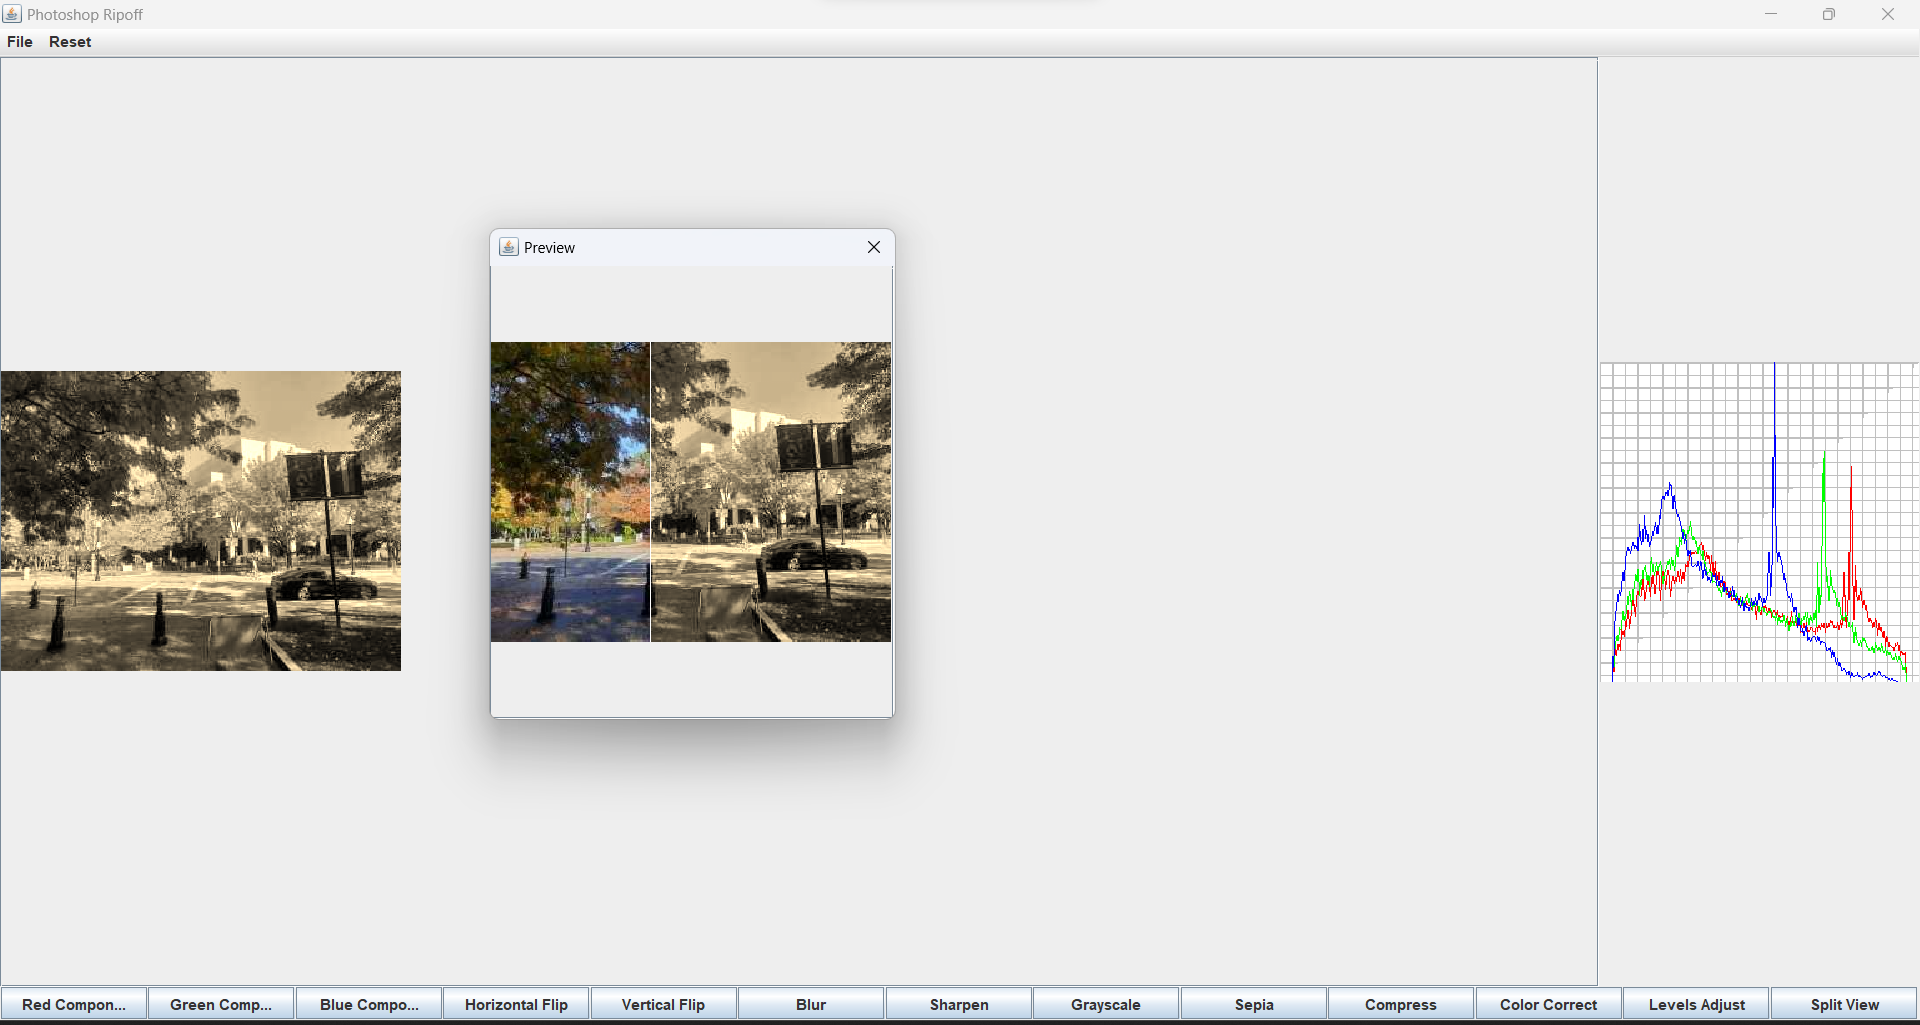 Photoshop Ripoff
File Reset
Preview
Red Compon... Green Comp... Blue Compo... Horizontal Flip Vertical Flip Blur Sharpen Grayscale Sepia Compress Color Correct Levels Adjust Split View